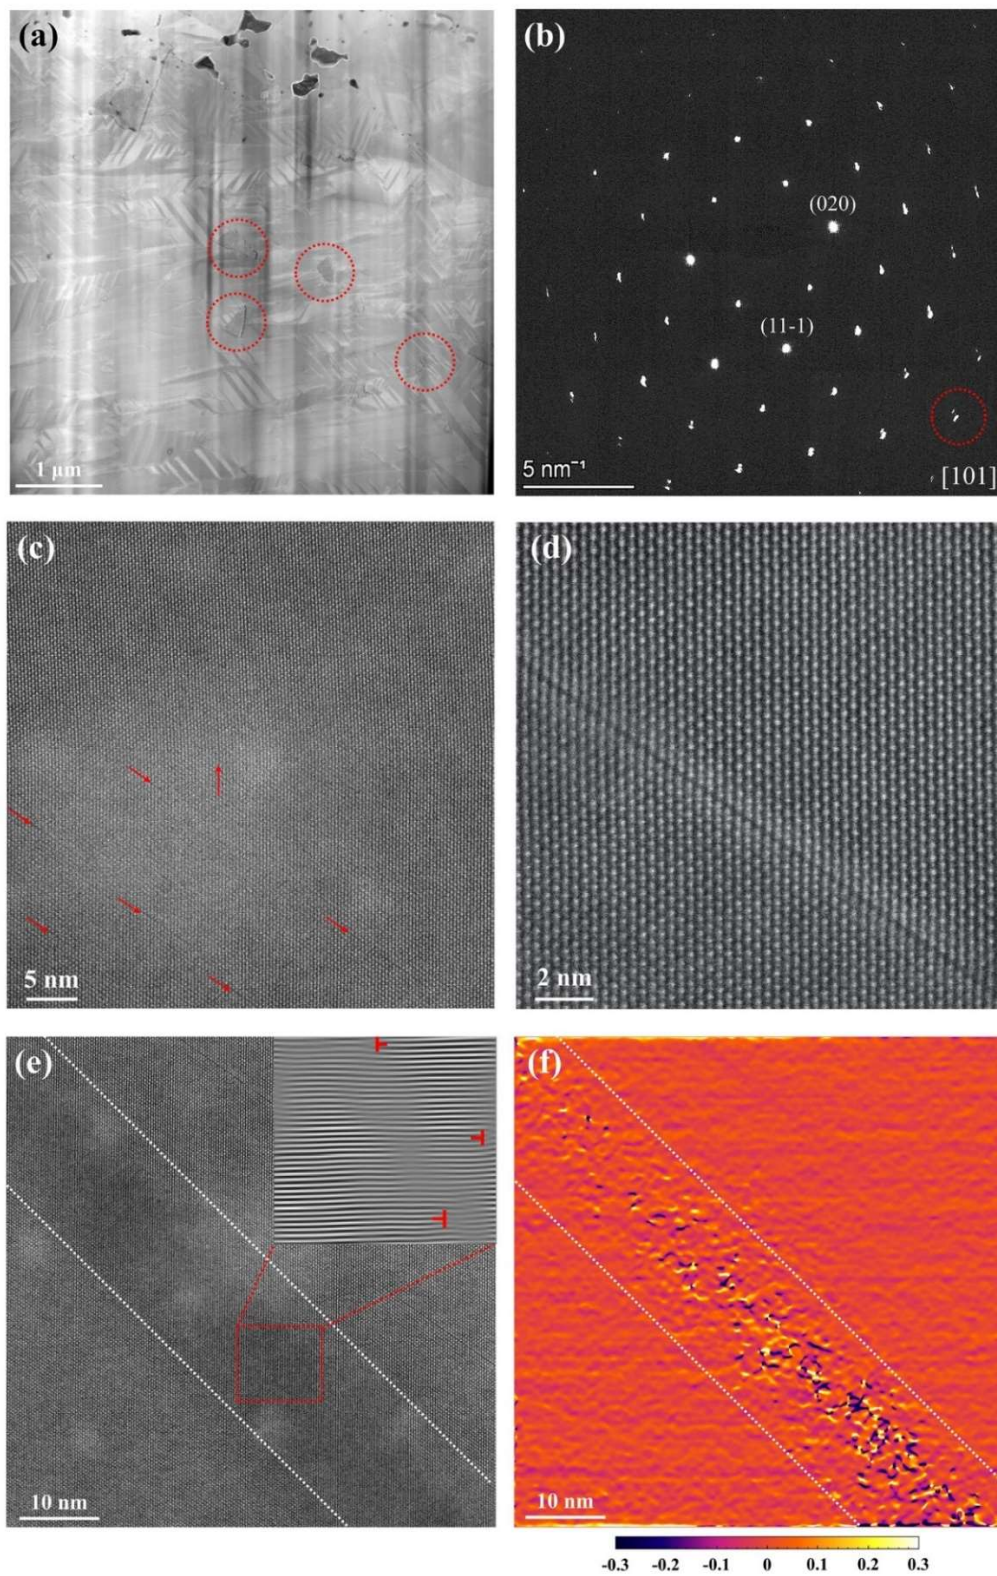 (a)
1 µm
(b)
(020)
(11-1)
5 nm⁻¹
[101]
(c)
5 nm
(d)
2 nm
(e)
10 nm
(f)
10 nm
-0.3 -0.2 -0.1 0 0.1 0.2 0.3